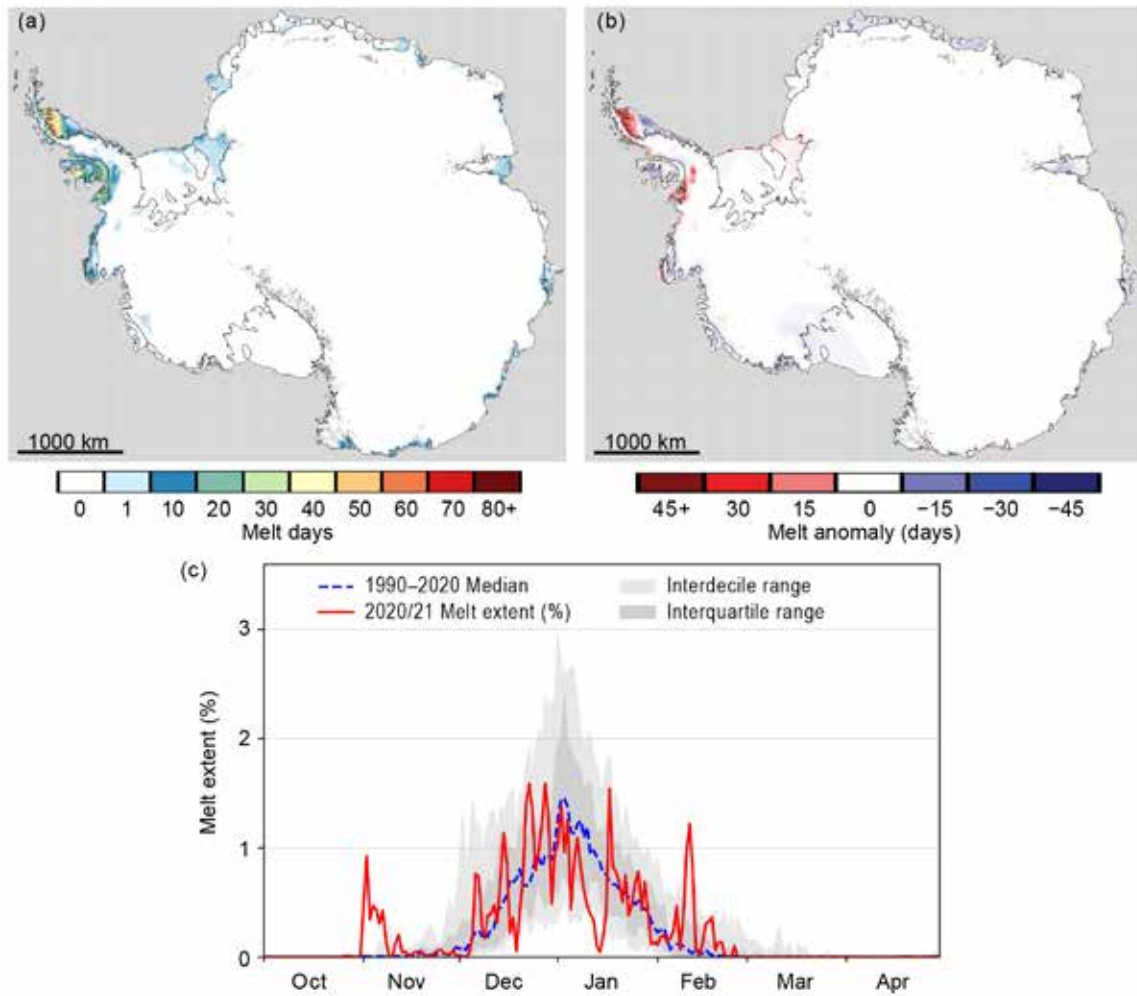 (a)
(b)
1000 km
1000 km
0 1 10 20 30 40 50 60 70 80+
Melt days
45+ 30 15 0 −15 −30 −45
Melt anomaly (days)
(c)
1990–2020 Median
Interdecile range
2020/21 Melt extent (%)
Interquartile range
Melt extent (%)
3
2
1
0
Oct Nov Dec Jan Feb Mar Apr